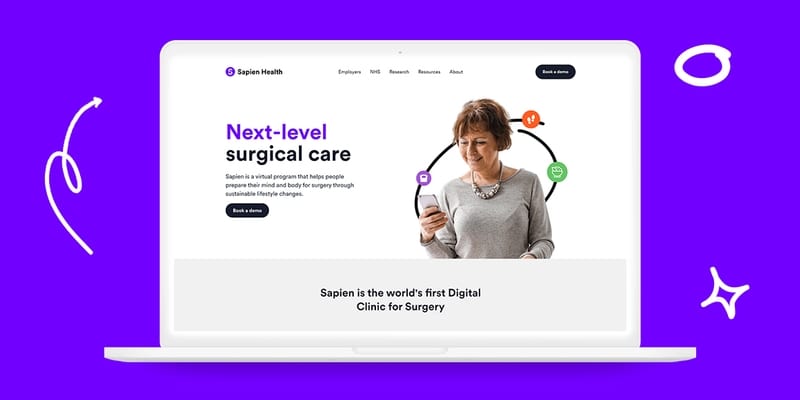 Sapien Health
Employers NHS Research Resources About
Book a demo
Next-level
surgical care
Sapien is a virtual program that helps people
prepare their mind and body for surgery through
sustainable lifestyle changes.
Book a demo
Sapien is the world's first Digital
Clinic for Surgery